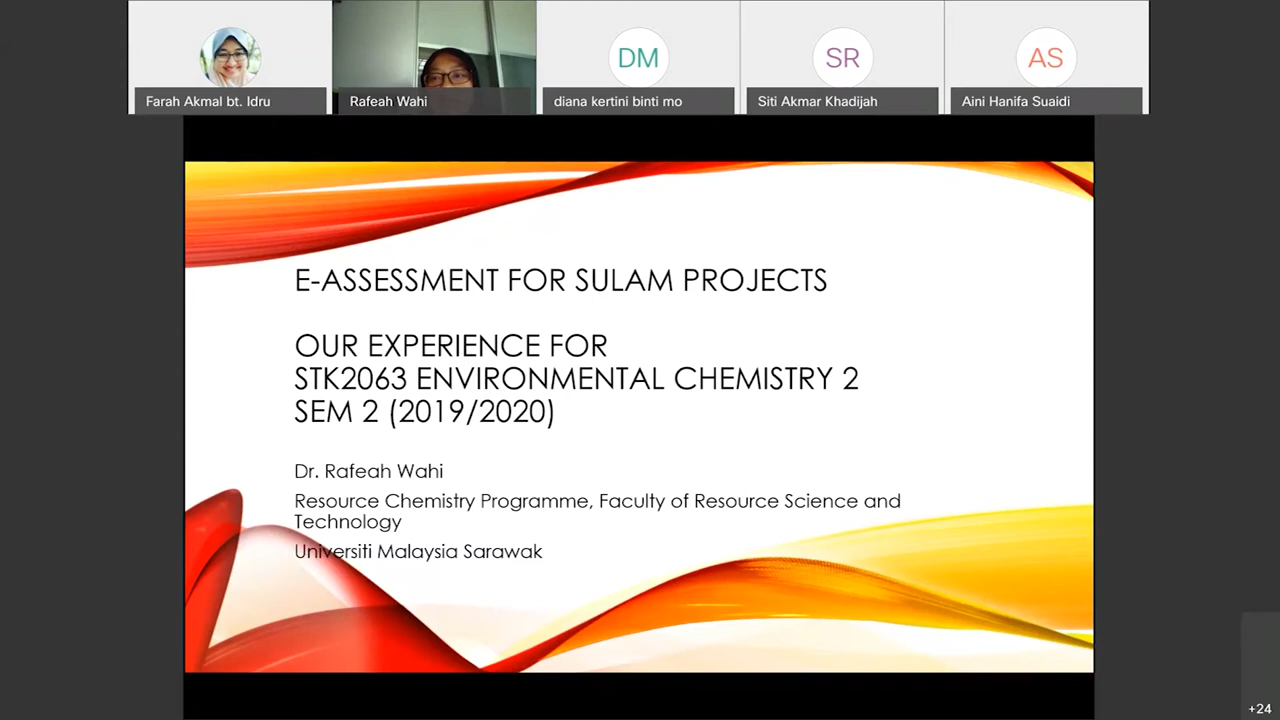 DM
SR
AS
Farah Akmal bt. Idru
Rafeah Wahi
diana kertini binti mo
Siti Akmar Khadijah
Aini Hanifa Suaidi
E-ASSESSMENT FOR SULAM PROJECTS
OUR EXPERIENCE FOR
STK2063 ENVIRONMENTAL CHEMISTRY 2
SEM 2 (2019/2020)
Dr. Rafeah Wahi
Resource Chemistry Programme, Faculty of Resource Science and
Technology
Universiti Malaysia Sarawak
+24